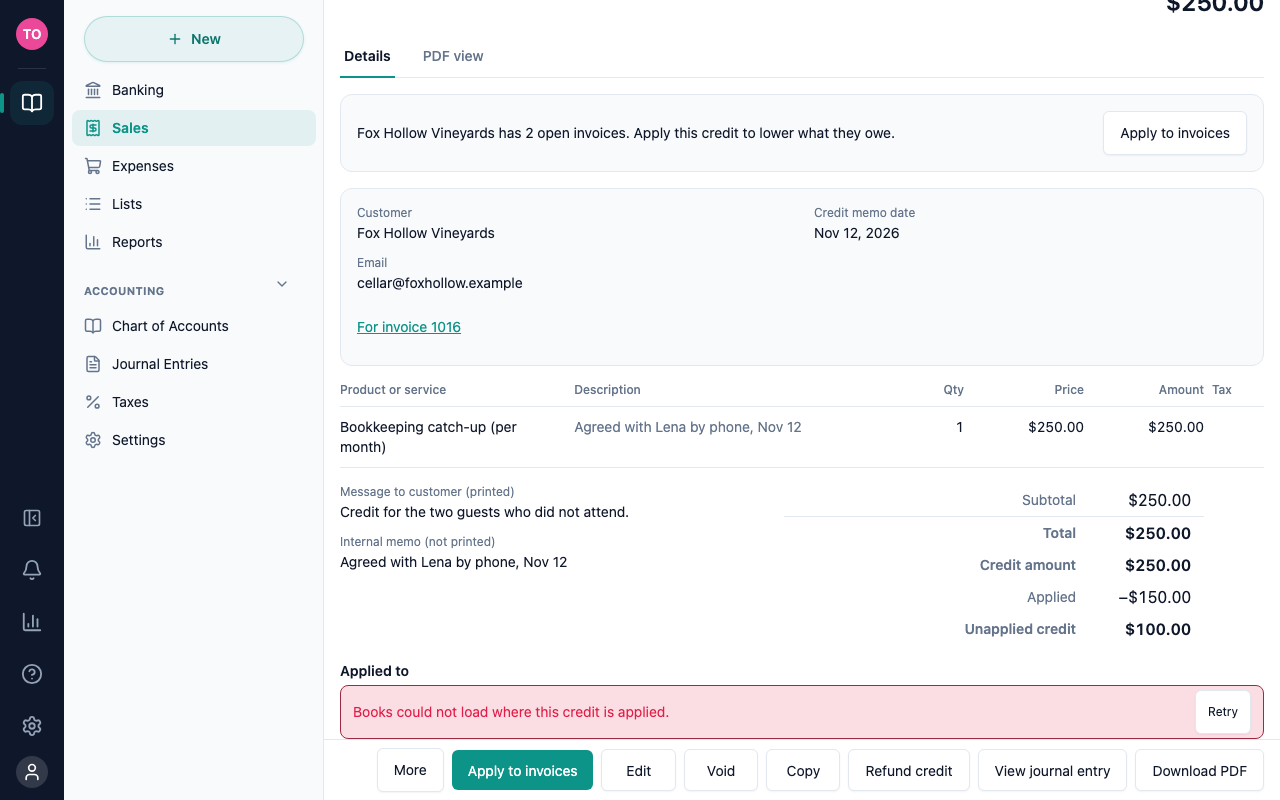 $250.00
TO
New
Banking
Sales
Expenses
Lists
Reports
ACCOUNTING
Chart of Accounts
Journal Entries
Taxes
Settings
Details
PDF view
Fox Hollow Vineyards has 2 open invoices. Apply this credit to lower what they owe.
Apply to invoices
Customer
Fox Hollow Vineyards
Credit memo date
Nov 12, 2026
Email
cellar@foxhollow.example
For invoice 1016
Product or service Description Qty Price Amount Tax
Bookkeeping catch-up (per Agreed with Lena by phone, Nov 12 1 $250.00 $250.00
month)
Message to customer (printed)
Credit for the two guests who did not attend.
Internal memo (not printed)
Agreed with Lena by phone, Nov 12
Subtotal $250.00
Total $250.00
Credit amount $250.00
Applied –$150.00
Unapplied credit $100.00
Applied to
Books could not load where this credit is applied.
Retry
More
Apply to invoices
Edit
Void
Copy
Refund credit
View journal entry
Download PDF